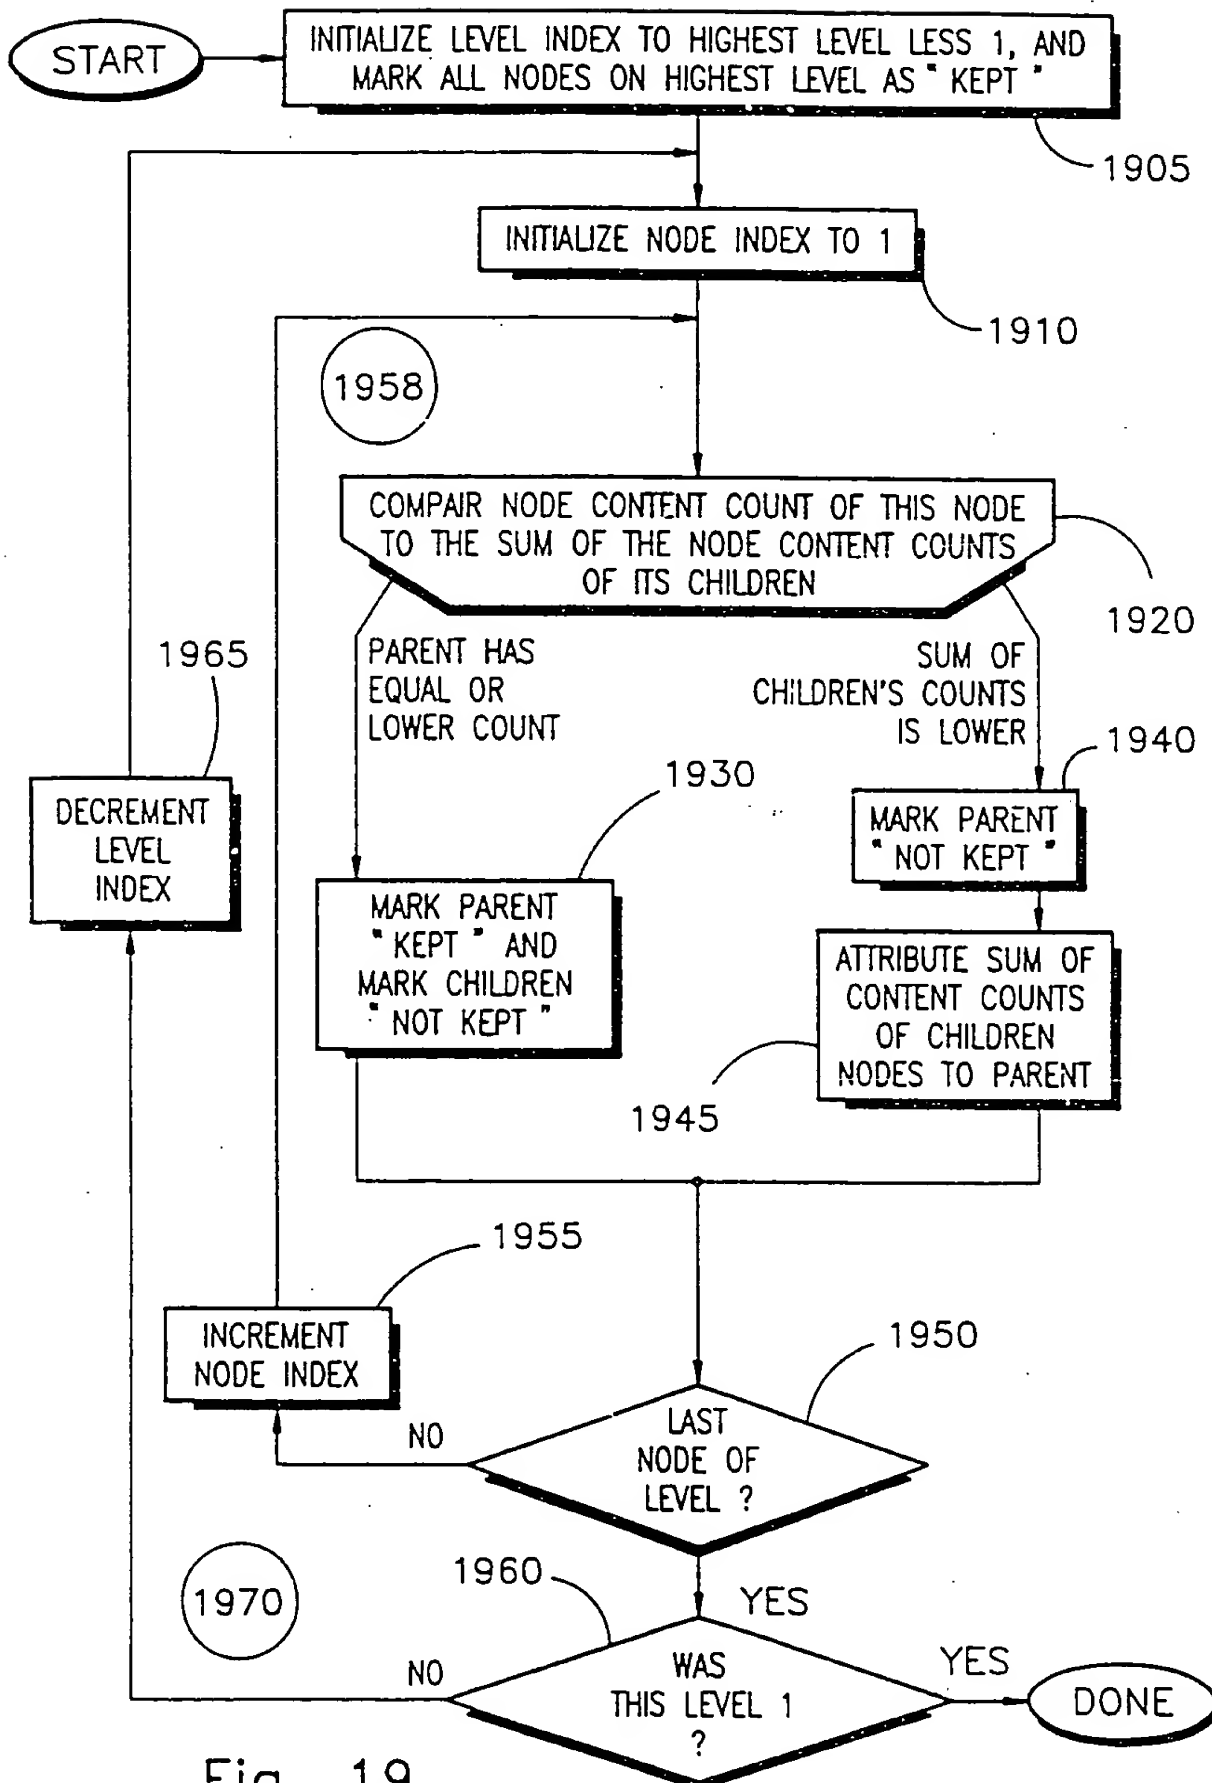 START
INITIALIZE LEVEL INDEX TO HIGHEST LEVEL LESS 1, AND
MARK ALL NODES ON HIGHEST LEVEL AS " KEPT "
1905
INITIALIZE NODE INDEX TO 1
1910
1958
COMPAIR NODE CONTENT COUNT OF THIS NODE
TO THE SUM OF THE NODE CONTENT COUNTS
OF ITS CHILDREN
1920
PARENT HAS
EQUAL OR
LOWER COUNT
SUM OF
CHILDREN'S COUNTS
IS LOWER
1965
DECREMENT
LEVEL
INDEX
1930
MARK PARENT
" KEPT " AND
MARK CHILDREN
" NOT KEPT "
1940
MARK PARENT
" NOT KEPT "
ATTRIBUTE SUM OF
CONTENT COUNTS
OF CHILDREN
NODES TO PARENT
1945
1955
INCREMENT
NODE INDEX
1950
LAST
NODE OF
LEVEL ?
NO
YES
1960
1970
WAS
THIS LEVEL 1
?
NO
YES
DONE
Fig. 19